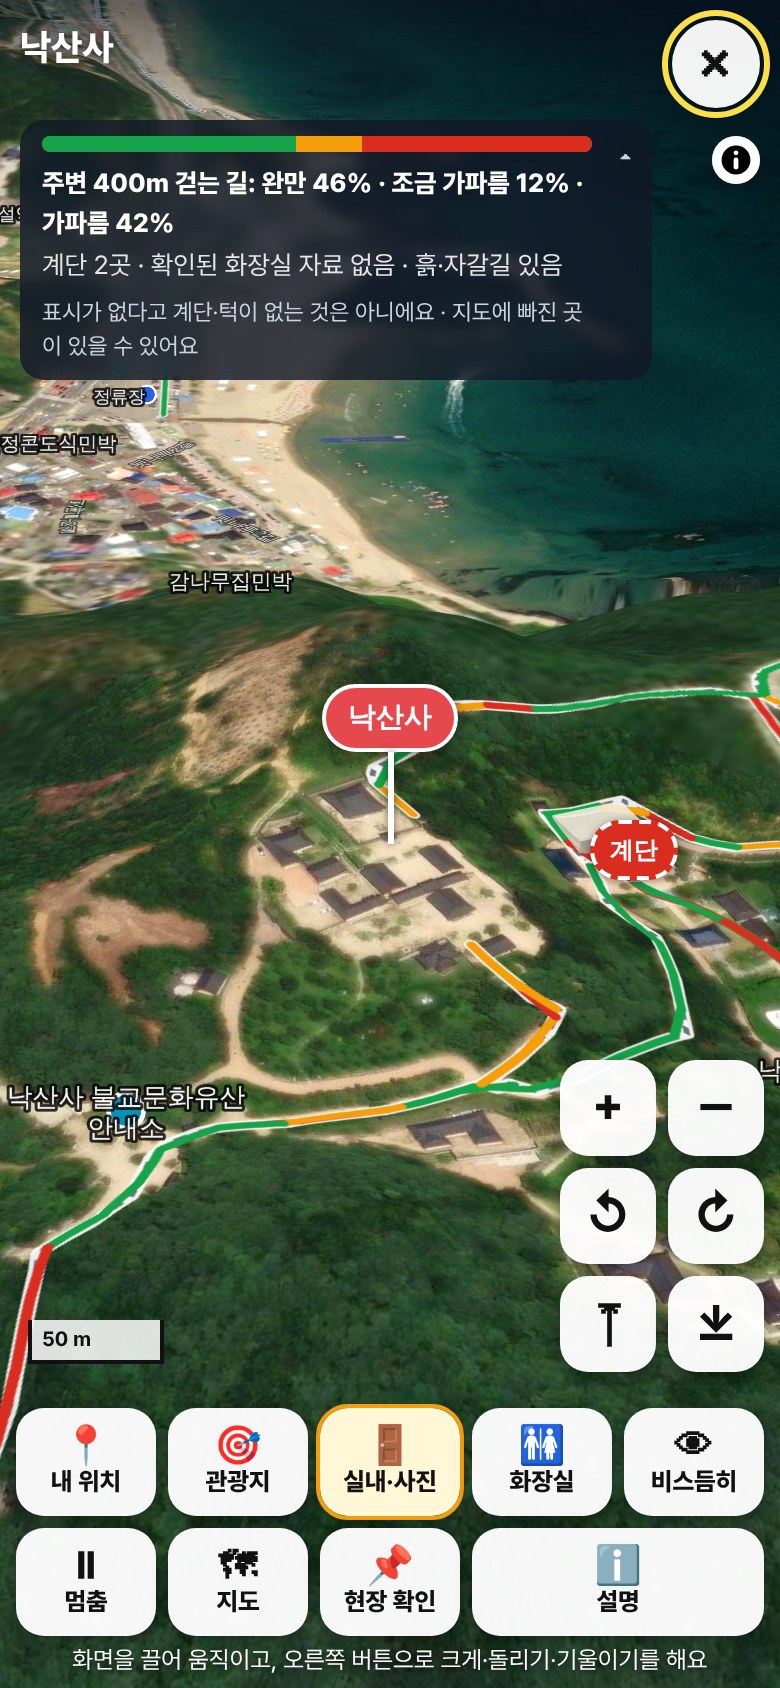 낙산사
주변 400m 걷는 길: 완만 46% · 조금 가파름 12% ·
가파름 42%
계단 2곳 · 확인된 화장실 자료 없음 · 흙·자갈길 있음
표시가 없다고 계단·턱이 없는 것은 아니에요 · 지도에 빠진 곳
이 있을 수 있어요
정류장
정콘도식민박
감나무집민박
낙산사
계단
낙산사 불교문화유산
안내소
50 m
내 위치
관광지
실내·사진
화장실
비스듬히
멈춤
지도
현장 확인
설명
화면을 끌어 움직이고, 오른쪽 버튼으로 크게·돌리기·기울이기를 해요